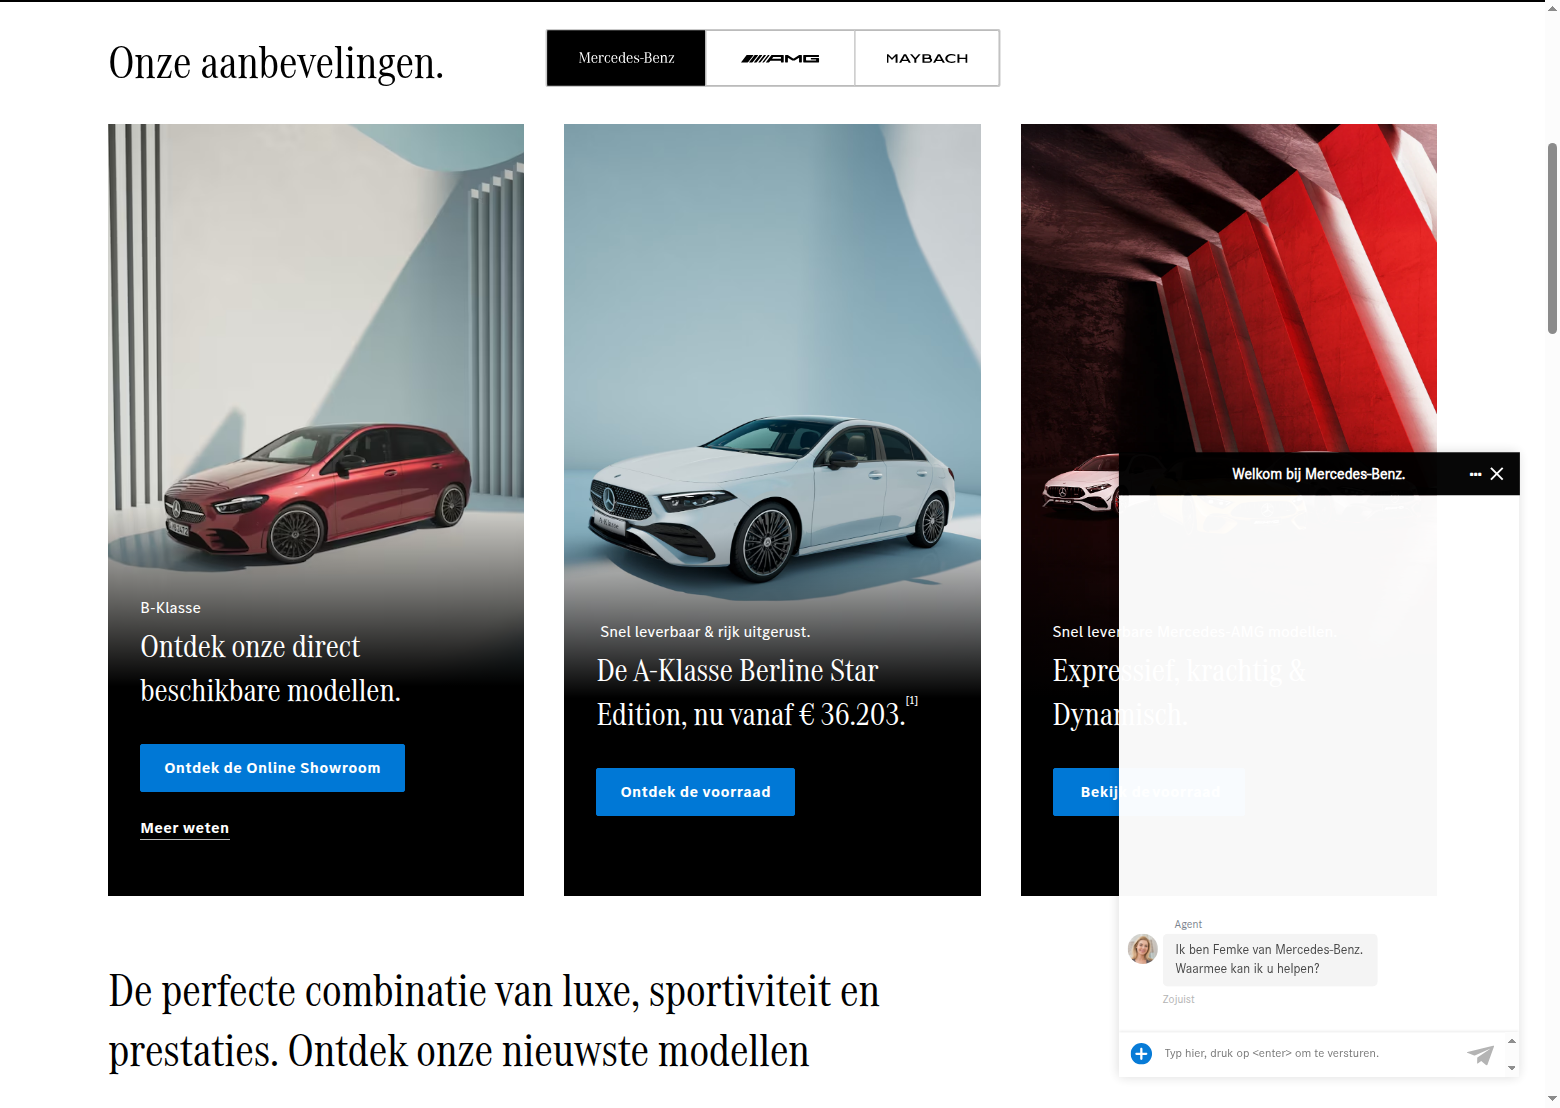 Onze aanbevelingen.
Mercedes-Benz
AMG
MAYBACH
B-Klasse
Ontdek onze direct
beschikbare modellen.
Ontdek de Online Showroom
Meer weten
Snel leverbaar & rijk uitgerust.
De A-Klasse Berline Star
Edition, nu vanaf € 36.203.[1]
Ontdek de voorraad
Snel leverbare Mercedes-AMG modellen.
Expressief, krachtig &
Dynamisch.
Bekijk de voorraad
De perfecte combinatie van luxe, sportiviteit en
prestaties. Ontdek onze nieuwste modellen
Welkom bij Mercedes-Benz.
Agent
Ik ben Femke van Mercedes-Benz.
Waarmee kan ik u helpen?
Zojuist
Typ hier, druk op <enter> om te versturen.